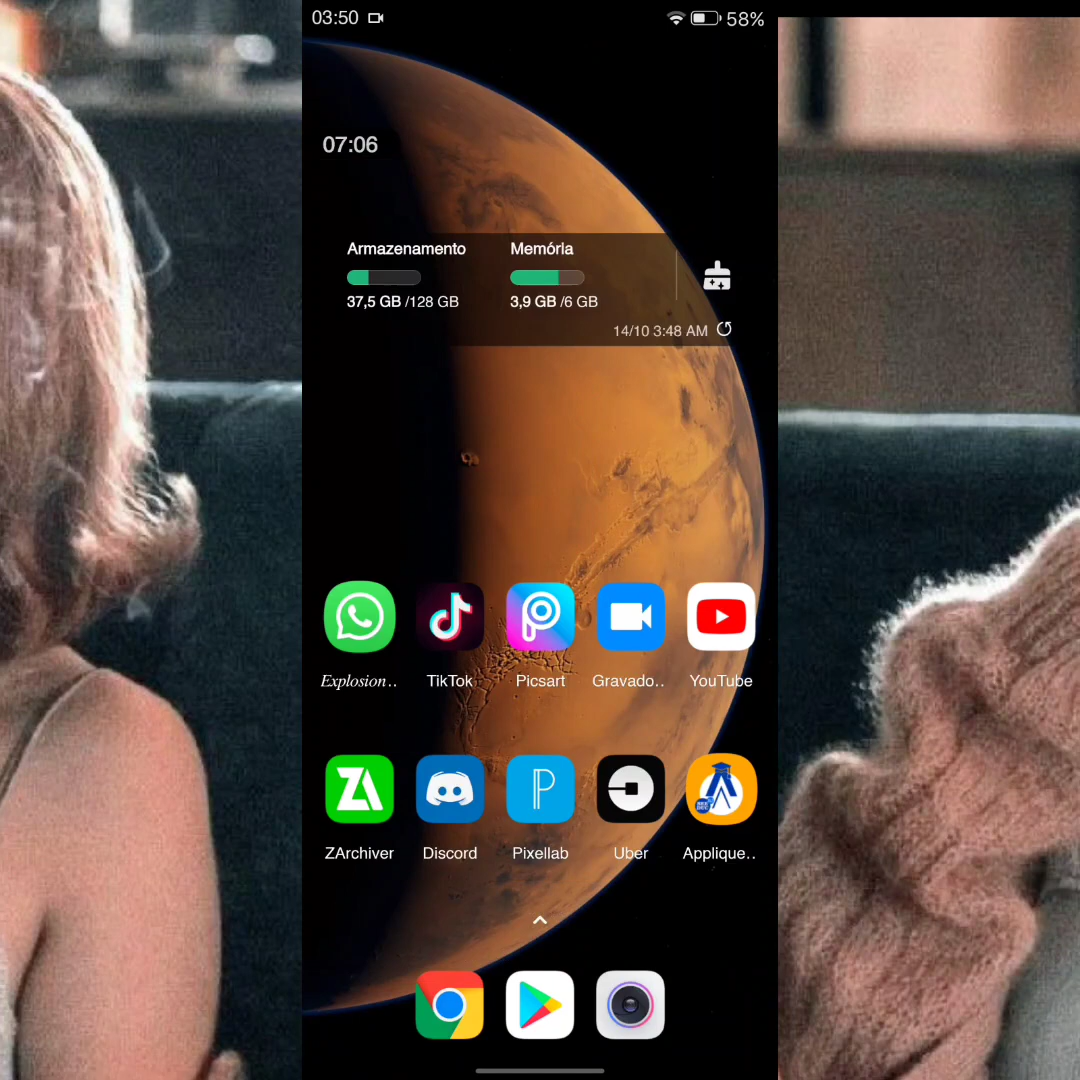 03:50 58%
07:06
Armazenamento Memória
37,5 GB /128 GB 3,9 GB /6 GB
14/10 3:48 AM
Explosion.. TikTok Picsart Gravado.. YouTube
ZA
ZArchiver Discord Pixellab Uber Applique..